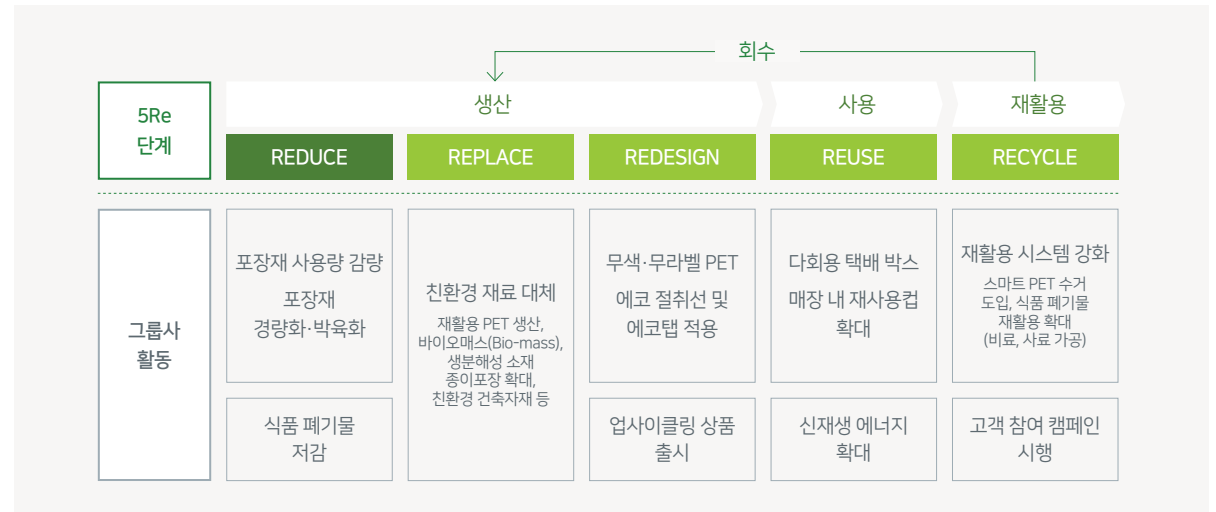 회수
5Re
단계
생산
사용
재활용
REDUCE
REPLACE
REDESIGN
REUSE
RECYCLE
그룹사
활동
포장재 사용량 감량
포장재
경량화·박육화
식품 폐기물
저감
친환경 재료 대체
재활용 PET 생산,
바이오매스(Bio-mass),
생분해성 소재
종이포장 확대,
친환경 건축자재 등
무색·무라벨 PET
에코 절취선 및
에코탭 적용
업사이클링 상품
출시
다회용 택배 박스
매장 내 재사용컵
확대
신재생 에너지
확대
재활용 시스템 강화
스마트 PET 수거
도입, 식품 폐기물
재활용 확대
(비료, 사료 가공)
고객 참여 캠페인
시행